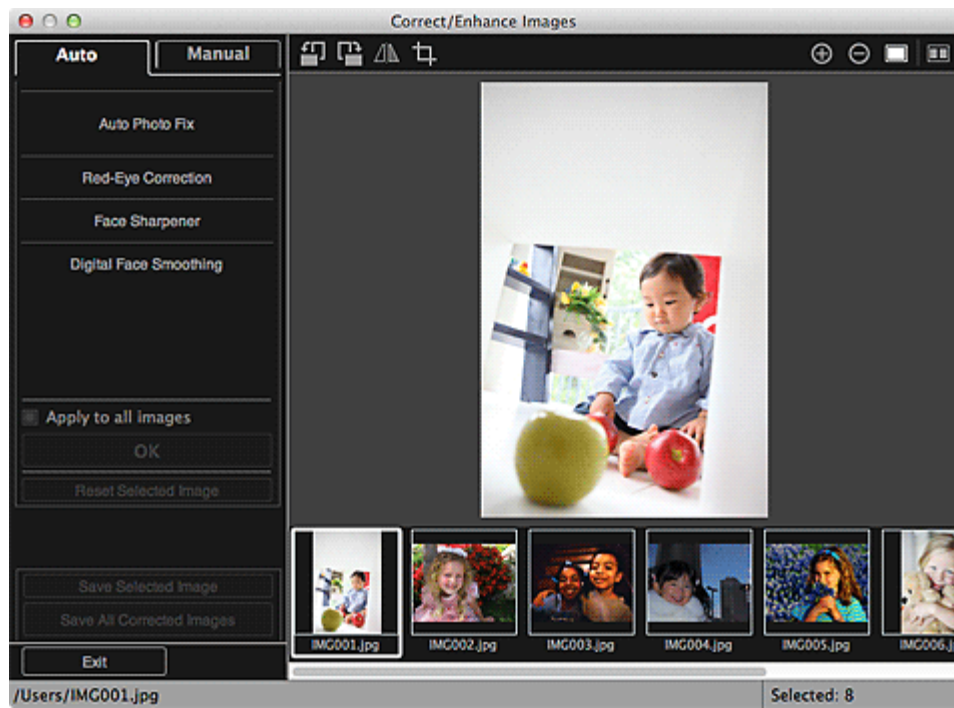 Correct/Enhance Images
Auto Manual
Auto Photo Fix
Red-Eye Correction
Face Sharpener
Digital Face Smoothing
Apply to all images
OK
Reset Selected Image
Save Selected Image
Save All Corrected Images
Exit
IMG001.jpg IMG002.jpg IMG003.jpg IMG004.jpg IMG005.jpg IMG006.jp
/Users/IMG001.jpg Selected: 8